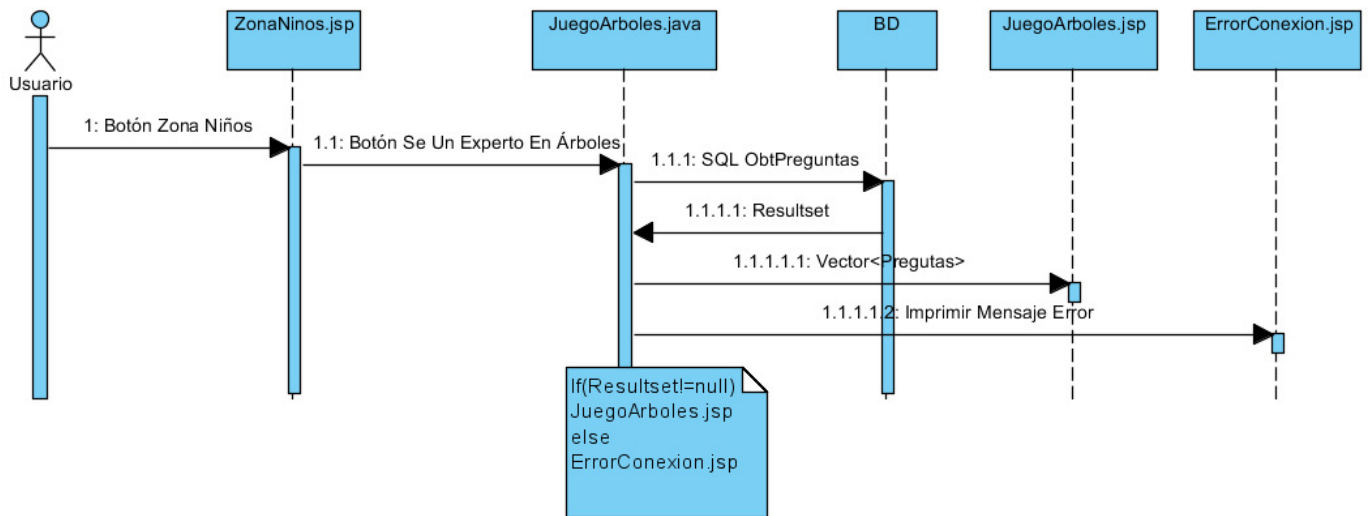 ZonaNinos.jsp
JuegoArboles.java
BD
JuegoArboles.jsp
ErrorConexion.jsp
Usuario
1: Botón Zona Niños
1.1: Botón Se Un Experto En Árboles
1.1.1: SQL ObtPreguntas
1.1.1.1: Resultset
1.1.1.1.1: Vector<Pregutas>
1.1.1.1.2: Imprimir Mensaje Error
If(Resultset!=null)
JuegoArboles.jsp
else
ErrorConexion.jsp